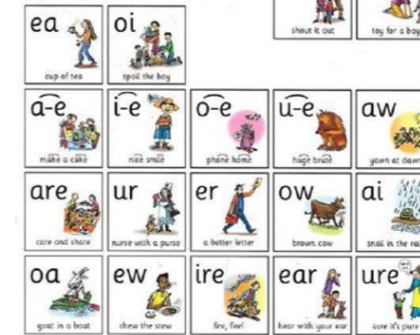 ea
cup of tea
oi
spoil the boy
shout it out
toy for a boy
a-e
make a cake
i-e
nice smile
o-e
phone home
u-e
huge brute
aw
yawn at dawn
are
care and share
ur
nurse with a purse
er
a better letter
ow
brown cow
ai
snail in the rai
oa
goat in a boat
ew
chew the stew
ire
fire, fire!
ear
hear with your ear
ure
sure it's pure